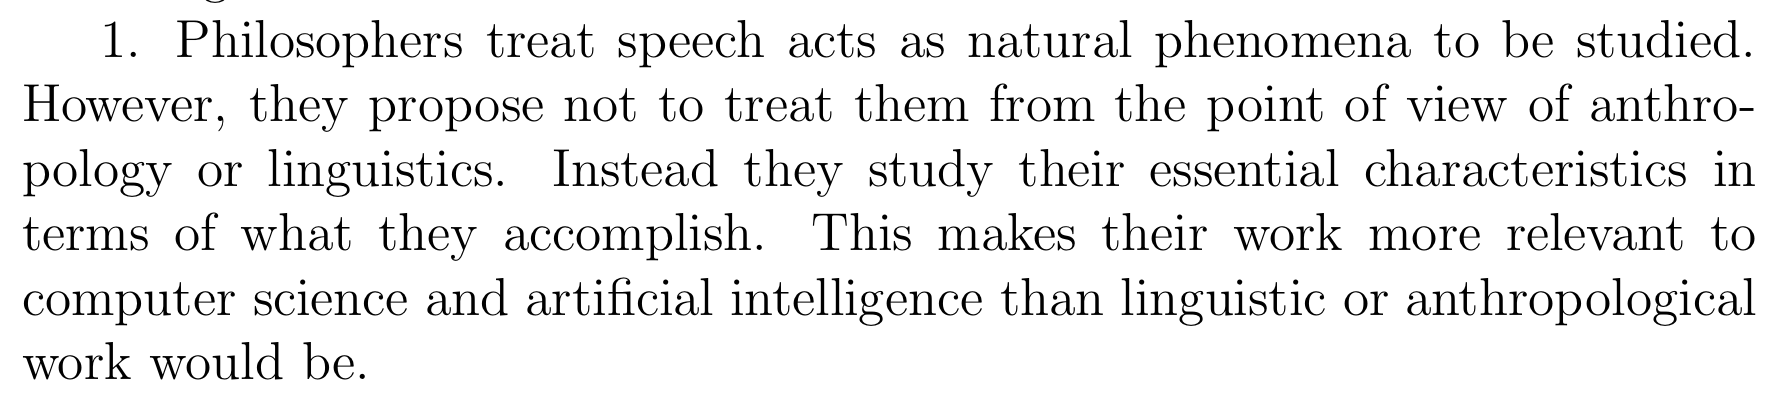 1. Philosophers treat speech acts as natural phenomena to be studied.
However, they propose not to treat them from the point of view of anthro-
pology or linguistics. Instead they study their essential characteristics in
terms of what they accomplish. This makes their work more relevant to
computer science and artificial intelligence than linguistic or anthropological
work would be.